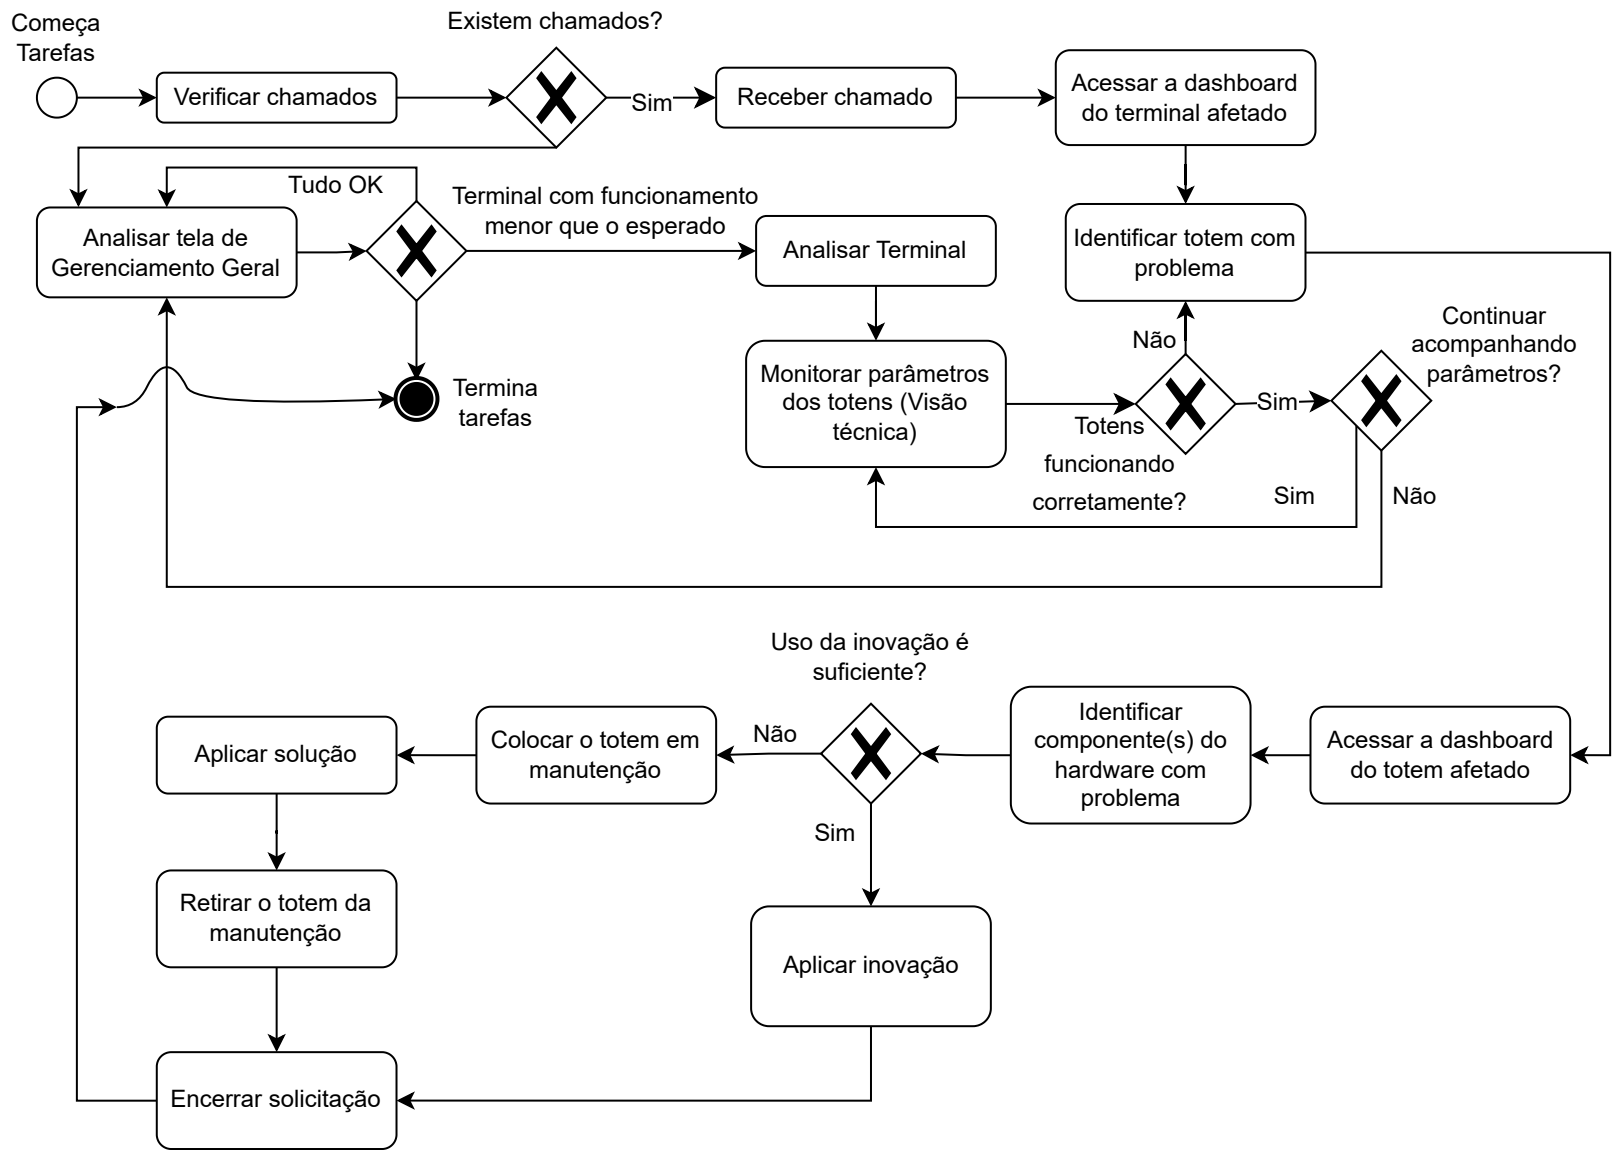 Começa
Tarefas
Existem chamados?
Verificar chamados
Sim
Receber chamado
Acessar a dashboard
do terminal afetado
Tudo OK
Terminal com funcionamento
menor que o esperado
Analisar tela de
Gerenciamento Geral
Analisar Terminal
Identificar totem com
problema
Continuar
acompanhando
parâmetros?
Não
Monitorar parâmetros
dos totens (Visão
técnica)
Termina
tarefas
Sim
Totens
funcionando
corretamente?
Sim
Não
Uso da inovação é
suficiente?
Aplicar solução
Colocar o totem em
manutenção
Não
Identificar
componente(s) do
hardware com
problema
Acessar a dashboard
do totem afetado
Sim
Retirar o totem da
manutenção
Aplicar inovação
Encerrar solicitação